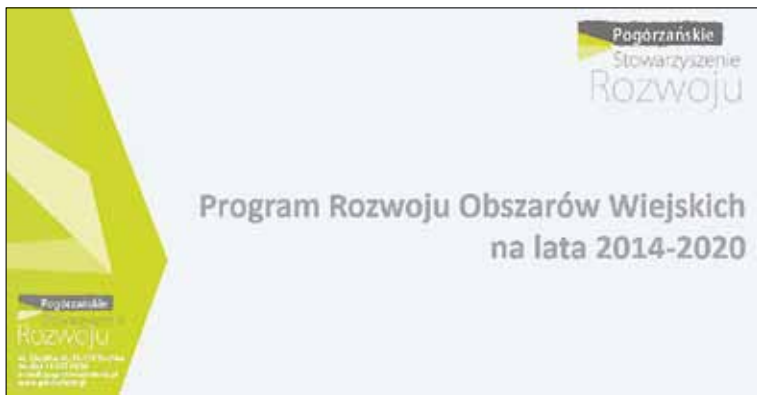 Pogórzańskie
Stowarzyszenie
Rozwoju
Program Rozwoju Obszarów Wiejskich
na lata 2014-2020
Pogórzańskie
Rozwoju